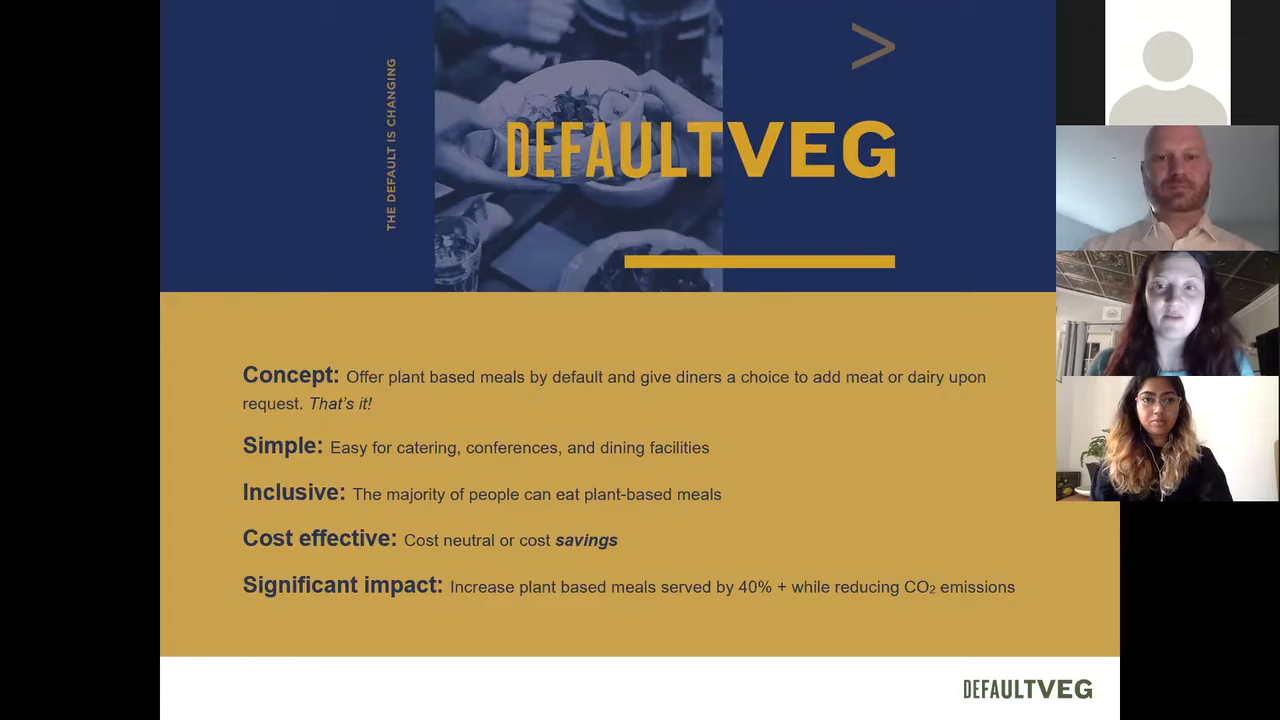 THE DEFAULT IS CHANGING
>
DEFAULTVEG
Concept: Offer plant based meals by default and give diners a choice to add meat or dairy upon
request. That's it!
Simple: Easy for catering, conferences, and dining facilities
Inclusive: The majority of people can eat plant-based meals
Cost effective: Cost neutral or cost savings
Significant impact: Increase plant based meals served by 40% + while reducing CO₂ emissions
DEFAULTVEG